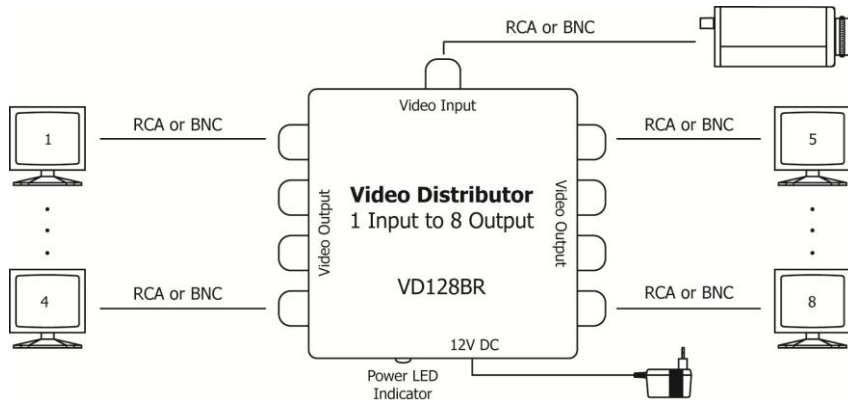 RCA or BNC
Video Input
1
RCA or BNC
RCA or BNC
5
Video Output
Video Distributor
1 Input to 8 Output
Video Output
4
RCA or BNC
VD128BR
RCA or BNC
8
12V DC
Power LED
Indicator